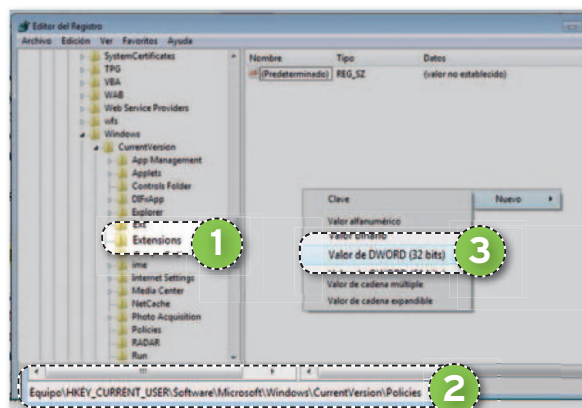 Editor del Registro
Archivo Edición Ver Favoritos Ayuda
SystemCertificates
TPG
VBA
WAB
Web Service Providers
wfs
Windows
CurrentVersion
App Management
Applets
Controls Folder
DIFxApp
Explorer
Ext
Extensions
1
ime
Internet Settings
Media Center
NetCache
Photo Acquisition
Policies
RADAR
Run
Nombre Tipo Datos
(Predeterminado) REG_SZ (valor no establecido)
Clave
Nuevo
Valor alfanumérico
Valor binario
Valor de DWORD (32 bits)
3
Valor de cadena múltiple
Valor de cadena expandible
Equipo\HKEY_CURRENT_USER\Software\Microsoft\Windows\CurrentVersion\Policies
2